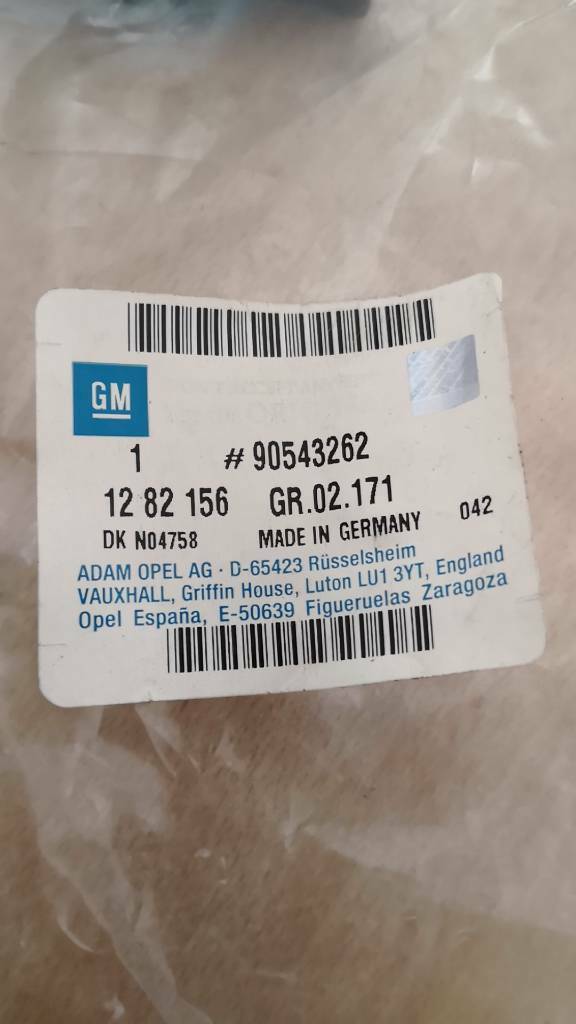 GM
1 # 90543262
12 82 156 GR.02.171
DK N04758 MADE IN GERMANY 042
ADAM OPEL AG · D-65423 Rüsselsheim
VAUXHALL, Griffin House, Luton LU1 3YT, England
Opel España, E-50639 Figueruelas Zaragoza